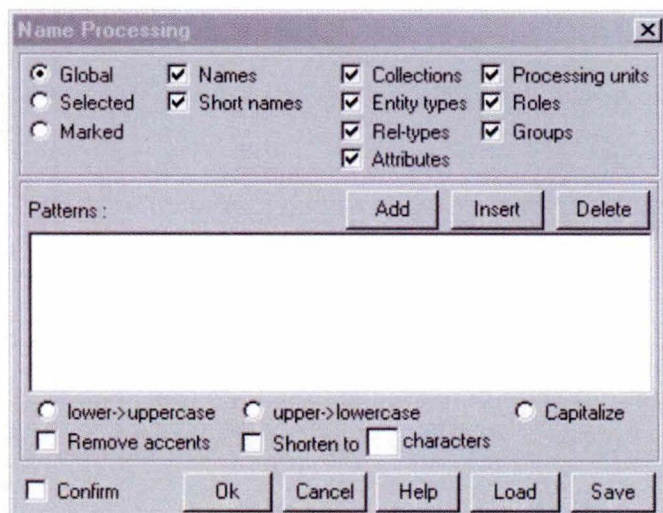 Name Processing
Global Names Collections Processing units
Selected Short names Entity types Roles
Marked Rel-types Groups
Attributes
Patterns : Add Insert Delete
lower->uppercase upper->lowercase Capitalize
Remove accents Shorten to characters
Confirm Ok Cancel Help Load Save